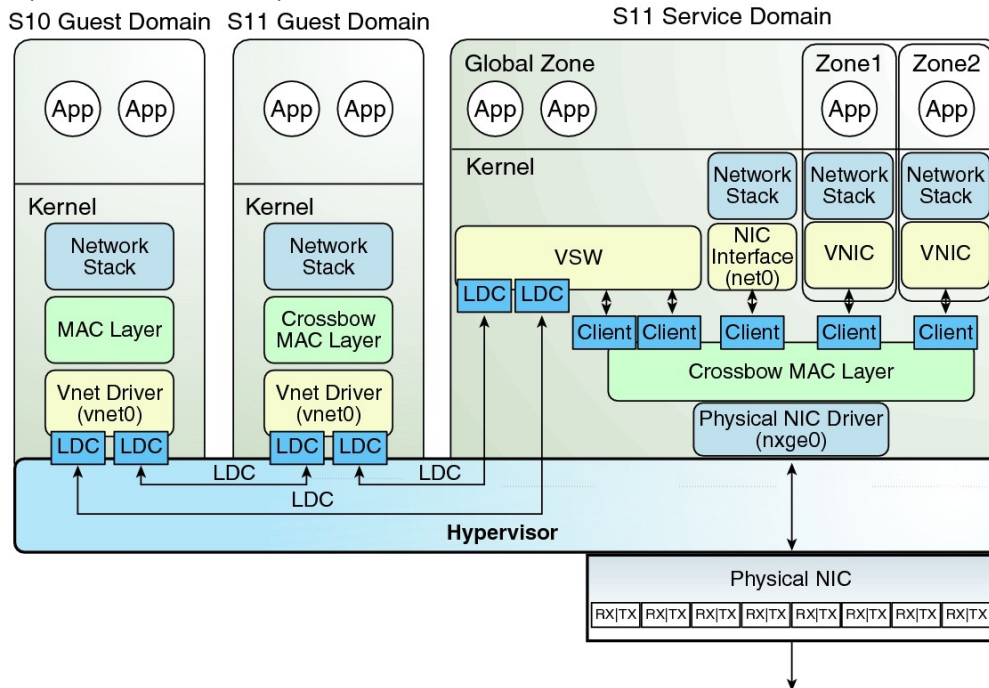 S10 Guest Domain
S11 Guest Domain
S11 Service Domain
App
App
App
App
Global Zone
App
App
Zone1
App
Zone2
App
Kernel
Network
Stack
MAC Layer
Vnet Driver
(vnet0)
LDC
LDC
Kernel
Network
Stack
Crossbow
MAC Layer
Vnet Driver
(vnet0)
LDC
LDC
Kernel
VSW
LDC
LDC
Network
Stack
NIC
Interface
(net0)
Network
Stack
VNIC
Network
Stack
VNIC
Client
Client
Client
Client
Client
Crossbow MAC Layer
Physical NIC Driver
(nxge0)
LDC
LDC
LDC
Hypervisor
Physical NIC
RX|TX
RX|TX
RX|TX
RX|TX
RX|TX
RX|TX
RX|TX
RX|TX